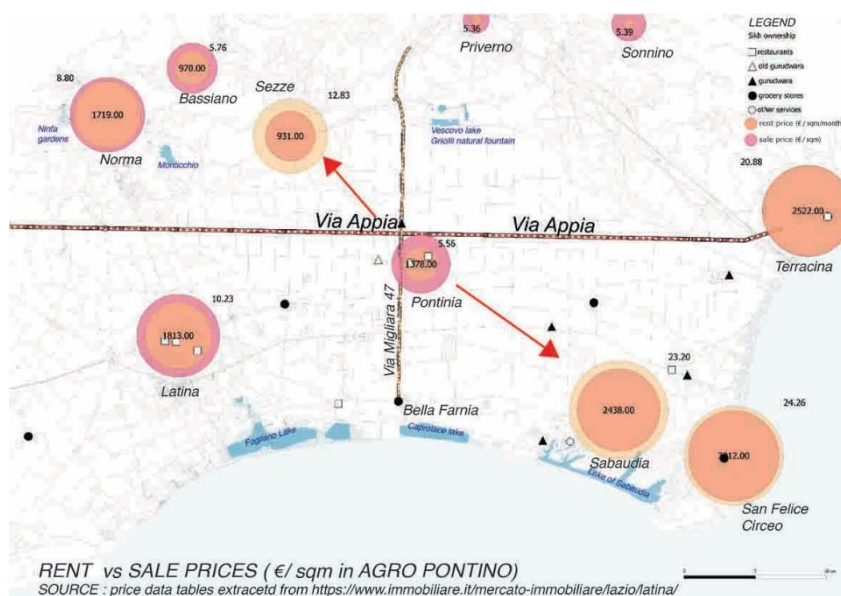 5.36
Priverno
5.39
Sonnino
LEGEND
Sikh ownership
restaurants
old gurudwara
gurudwara
grocery stores
other services
rent price (€ / sqm/month)
sale price (€ / sqm)
5.76
970.00
Bassiano
8.80
1719.00
Norma
Ninfa
gardens
Monticchio
Sezze
12.83
931.00
Vescovo lake
Gricilli natural fountain
20.88
2522.00
Terracina
Via Appia
Via Appia
5.56
1378.00
Pontinia
Via Migliara 47
10.23
1813.00
Latina
Bella Farnia
Fogliano Lake
Caprolace lake
23.20
2438.00
Sabaudia
Lake of Sabaudia
24.26
San Felice
Circeo
RENT vs SALE PRICES ( €/ sqm in AGRO PONTINO)
SOURCE : price data tables extracetd from https://www.immobiliare.it/mercato-immobiliare/lazio/latina/